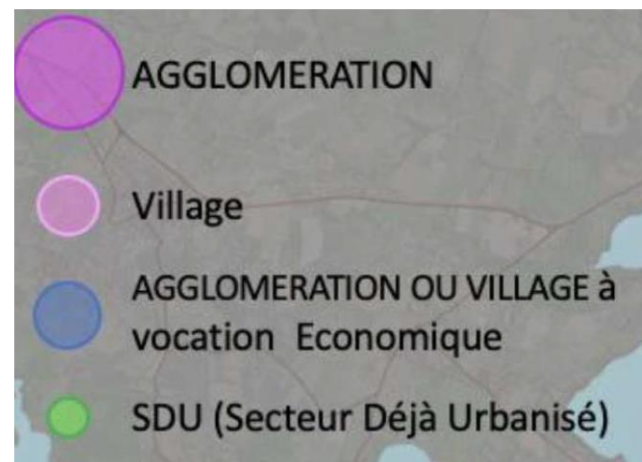 AGGLOMERATION
Village
AGGLOMERATION OU VILLAGE à
vocation Economique
SDU (Secteur Déjà Urbanisé)